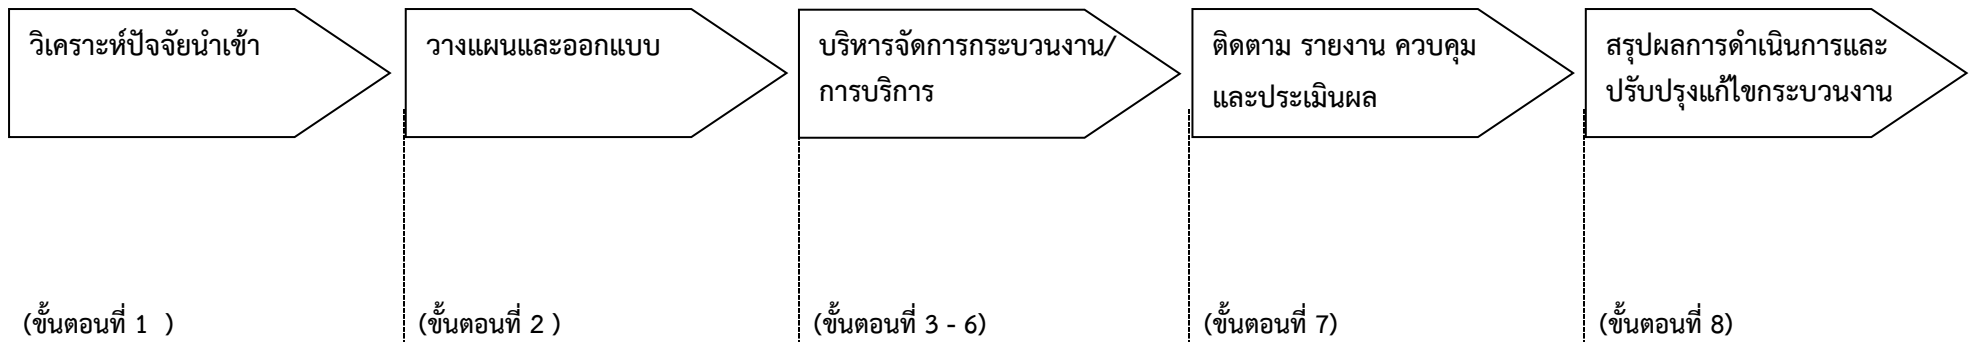 วิเคราะห์ปัจจัยนำเข้า
วางแผนและออกแบบ
บริหารจัดการกระบวนงาน/
การบริการ
ติดตาม รายงาน ควบคุม
และประเมินผล
สรุปผลการดำเนินการและ
ปรับปรุงแก้ไขกระบวนงาน
(ขั้นตอนที่ 1 )
(ขั้นตอนที่ 2 )
(ขั้นตอนที่ 3 - 6)
(ขั้นตอนที่ 7)
(ขั้นตอนที่ 8)